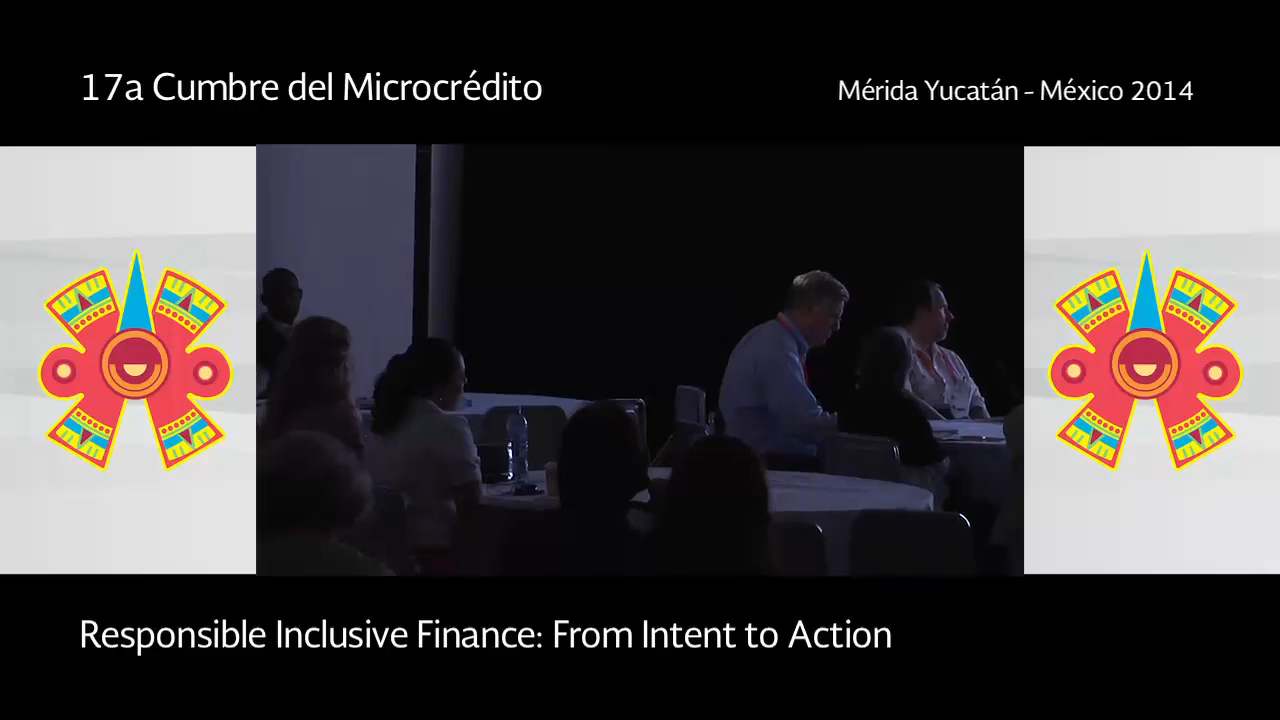 17a Cumbre del Microcrédito
Mérida Yucatán - México 2014
Responsible Inclusive Finance: From Intent to Action